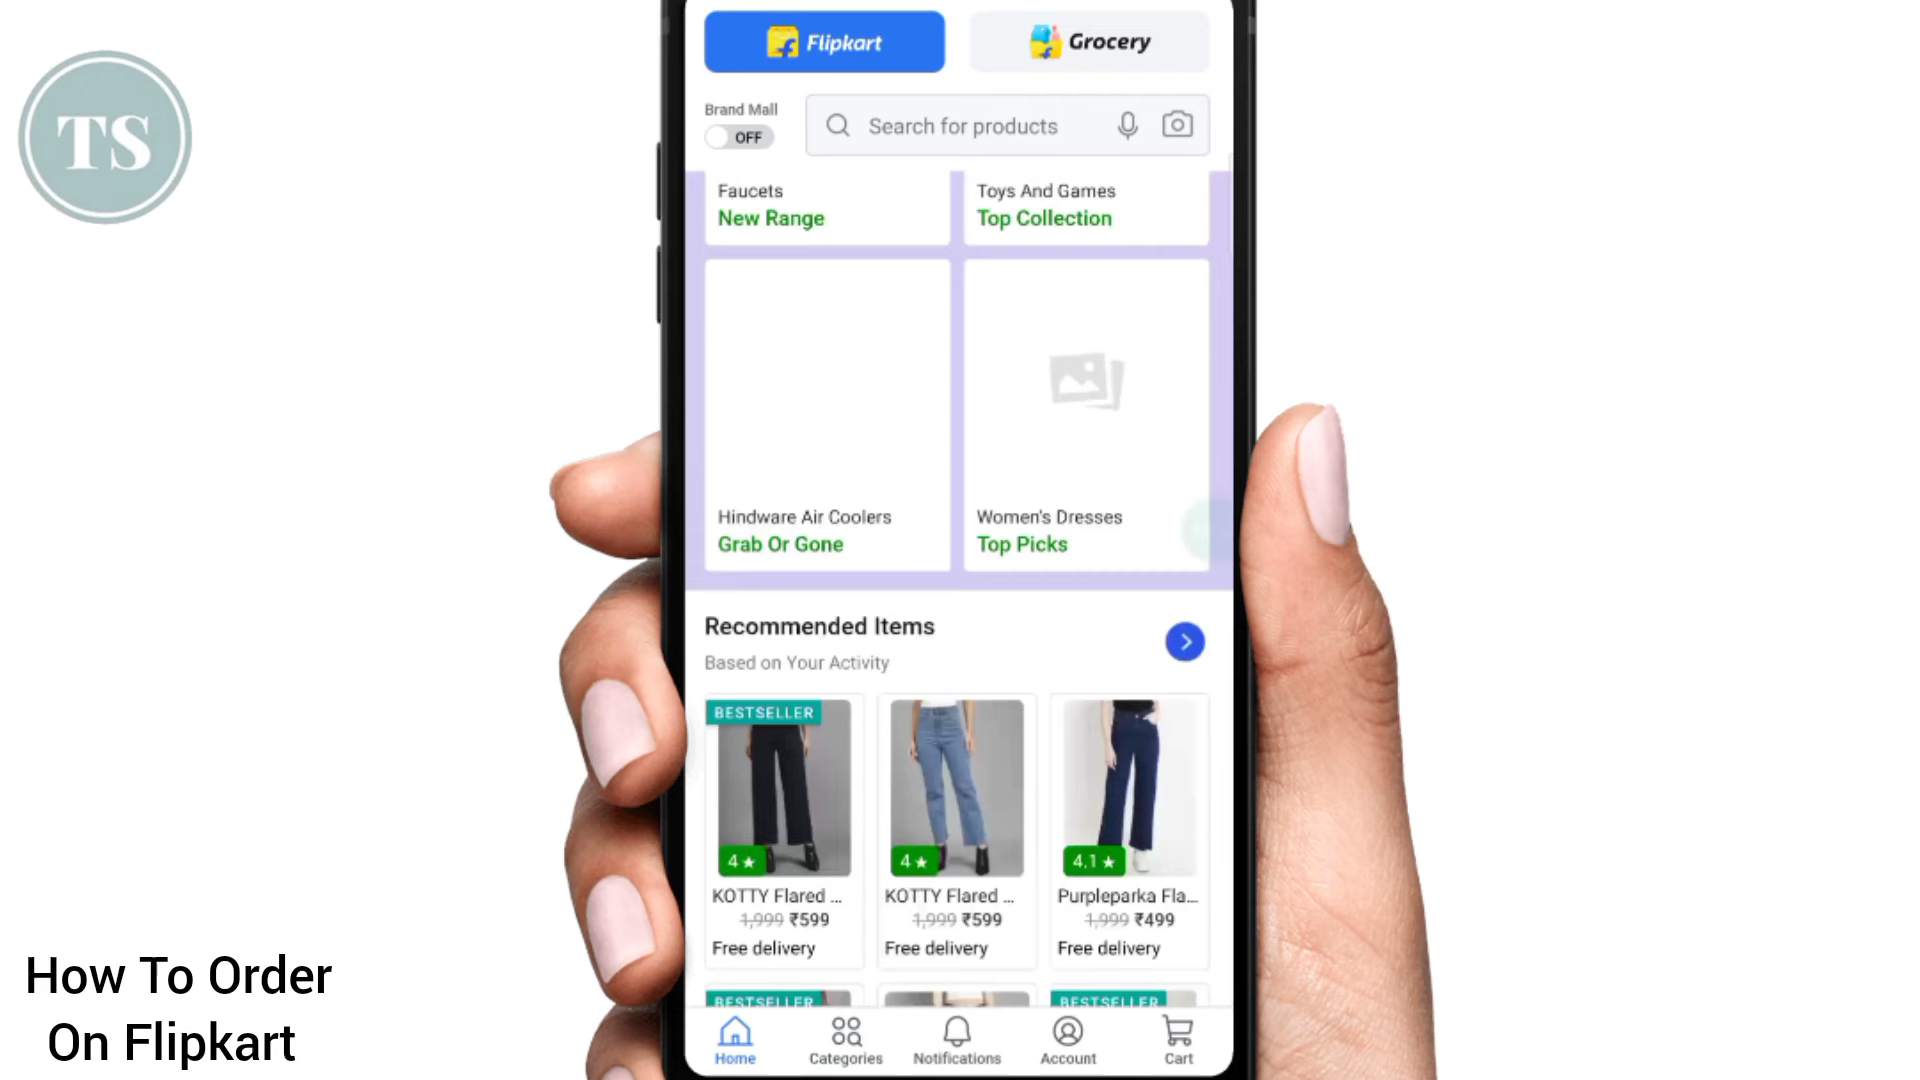 TS
Flipkart
Grocery
Brand Mall
OFF
Search for products
Faucets
New Range
Toys And Games
Top Collection
Hindware Air Coolers
Grab Or Gone
Women's Dresses
Top Picks
Recommended Items
Based on Your Activity
BESTSELLER
4★
4★
4.1★
KOTTY Flared ...
KOTTY Flared ...
Purpleparka Fla...
1,999 ₹599
1,999 ₹599
1,999 ₹499
Free delivery
Free delivery
Free delivery
BESTSELLER
BESTSELLER
Home
Categories
Notifications
Account
Cart
How To Order
On Flipkart